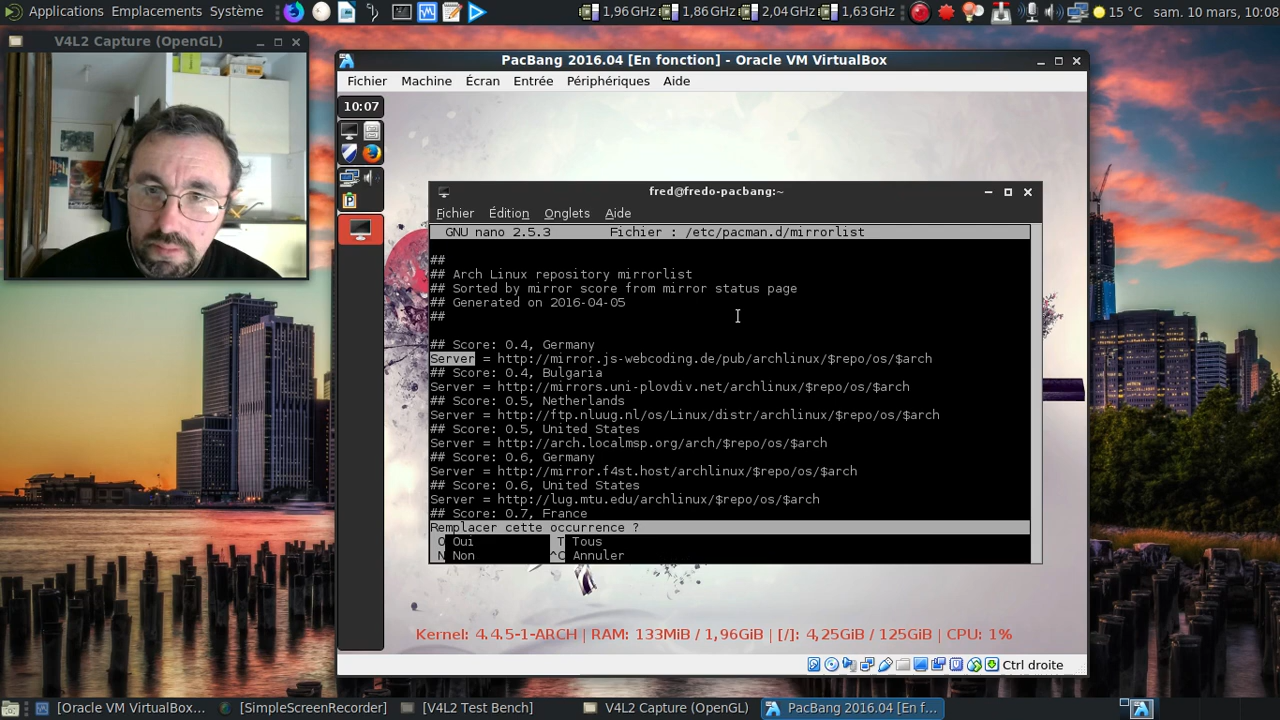 Applications Emplacements Système 1,96 GHz 1,86 GHz 2,04 GHz 1,63 GHz 15 °C sam. 10 mars, 10:08
V4L2 Capture (OpenGL)
PacBang 2016.04 [En fonction] - Oracle VM VirtualBox
Fichier Machine Écran Entrée Périphériques Aide
10:07
fred@fredo-pacbang:~
Fichier Édition Onglets Aide
GNU nano 2.5.3 Fichier : /etc/pacman.d/mirrorlist
##
## Arch Linux repository mirrorlist
## Sorted by mirror score from mirror status page
## Generated on 2016-04-05
##
## Score: 0.4, Germany
Server = http://mirror.js-webcoding.de/pub/archlinux/$repo/os/$arch
## Score: 0.4, Bulgaria
Server = http://mirrors.uni-plovdiv.net/archlinux/$repo/os/$arch
## Score: 0.5, Netherlands
Server = http://ftp.nluug.nl/os/Linux/distr/archlinux/$repo/os/$arch
## Score: 0.5, United States
Server = http://arch.localmsp.org/arch/$repo/os/$arch
## Score: 0.6, Germany
Server = http://mirror.f4st.host/archlinux/$repo/os/$arch
## Score: 0.6, United States
Server = http://lug.mtu.edu/archlinux/$repo/os/$arch
## Score: 0.7, France
Remplacer cette occurrence ?
O Oui T Tous
N Non ^C Annuler
Kernel: 4.4.5-1-ARCH | RAM: 133MiB / 1,96GiB | [/]: 4,25GiB / 125GiB | CPU: 1%
Ctrl droite
[Oracle VM VirtualBox... [SimpleScreenRecorder] [V4L2 Test Bench] V4L2 Capture (OpenGL) PacBang 2016.04 [En f...